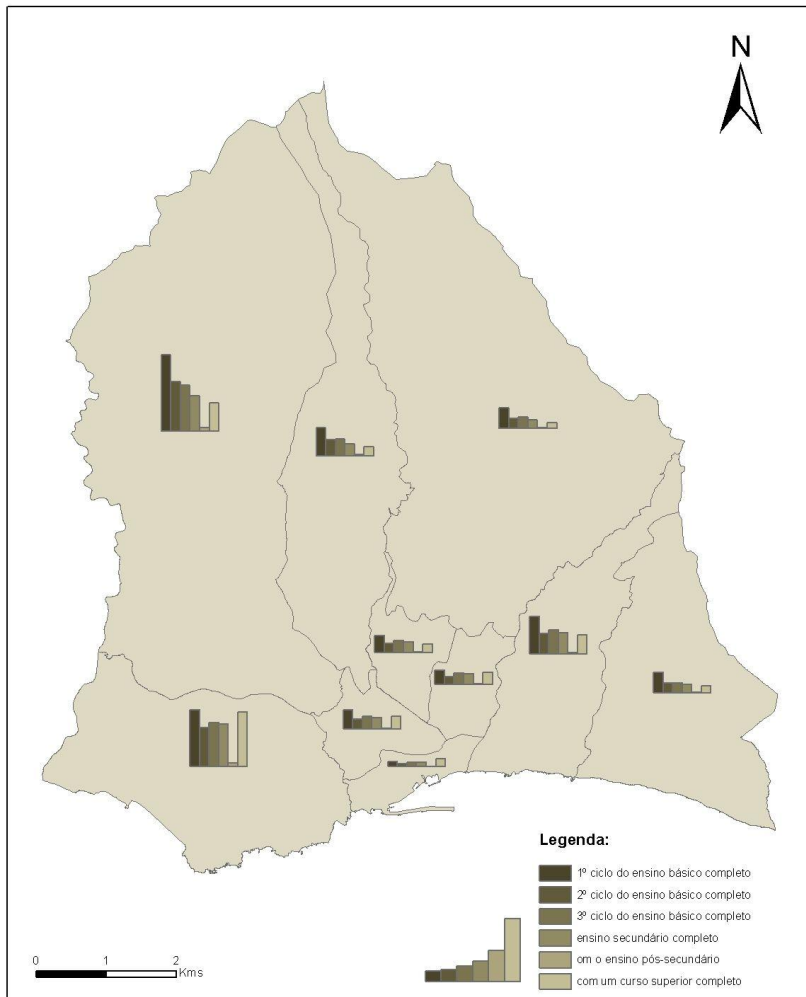 N
Legenda:
1º ciclo do ensino básico completo
2º ciclo do ensino básico completo
3º ciclo do ensino básico completo
ensino secundário completo
om o ensino pós-secundário
com um curso superior completo
0 1 2
Kms